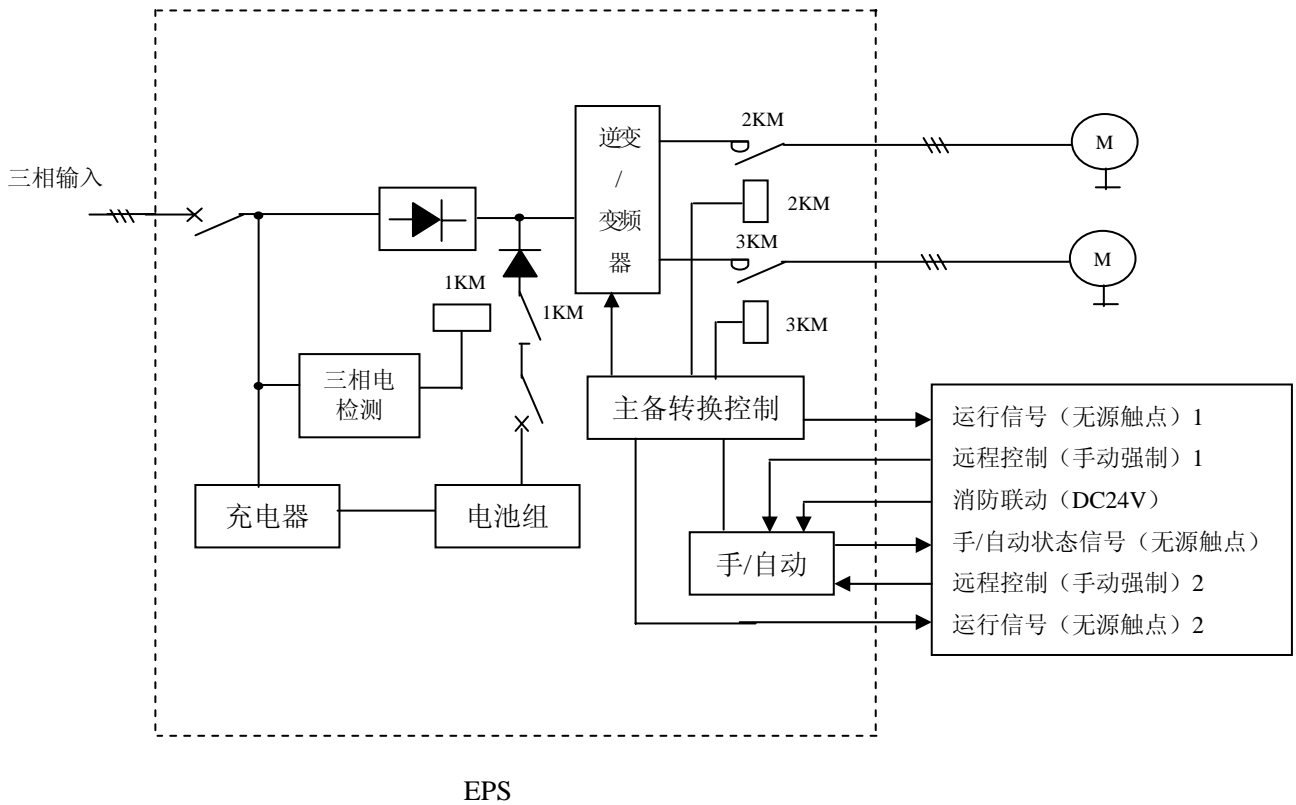 三相输入
逆变
/
变频
器
2KM
M
2KM
3KM
M
3KM
1KM
1KM
三相电
检测
主备转换控制
充电器
电池组
手/自动
运行信号（无源触点）1
远程控制（手动强制）1
消防联动（DC24V）
手/自动状态信号（无源触点）
远程控制（手动强制）2
运行信号（无源触点）2
EPS